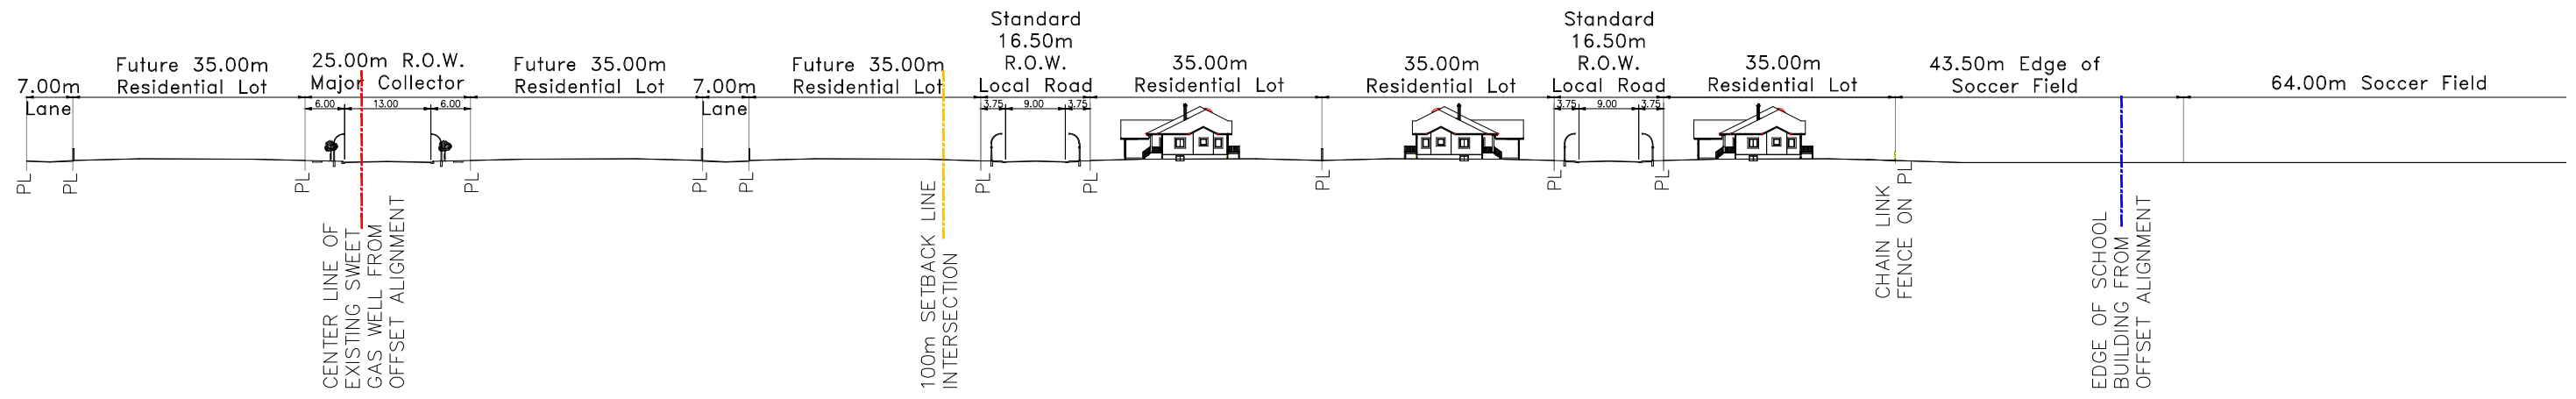 7.00m
Lane
Future 35.00m
Residential Lot
25.00m R.O.W.
Major Collector
6.00
13.00
6.00
Future 35.00m
Residential Lot
7.00m
Lane
Future 35.00m
Residential Lot
Standard
16.50m
R.O.W.
Local Road
3.75
9.00
3.75
35.00m
Residential Lot
35.00m
Residential Lot
Standard
16.50m
R.O.W.
Local Road
3.75
9.00
3.75
35.00m
Residential Lot
43.50m Edge of
Soccer Field
64.00m Soccer Field
PL
PL
PL
PL
PL
PL
PL
PL
PL
PL
PL
CENTER LINE OF
EXISTING SWEET
GAS WELL FROM
OFFSET ALIGNMENT
100m SETBACK LINE
INTERSECTION
CHAIN LINK
FENCE ON PL
EDGE OF SCHOOL
BUILDING FROM
OFFSET ALIGNMENT